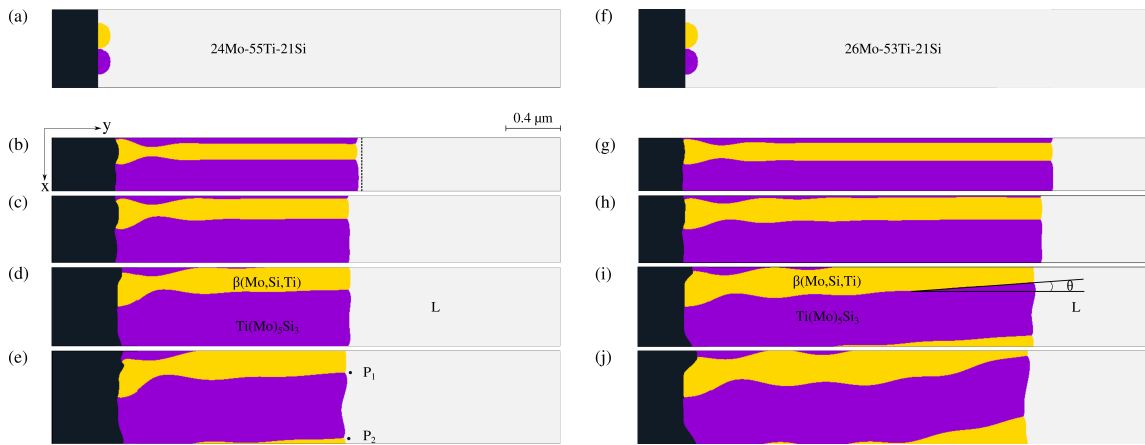 (a)
24Mo-55Ti-21Si
(f)
26Mo-53Ti-21Si
y
0.4 μm
(b)
x
(g)
(c)
(h)
(d)
β(Mo,Si,Ti)
Ti(Mo)₅Si₃
L
(i)
β(Mo,Si,Ti)
θ
L
Ti(Mo)₅Si₃
(e)
P₁
P₂
(j)